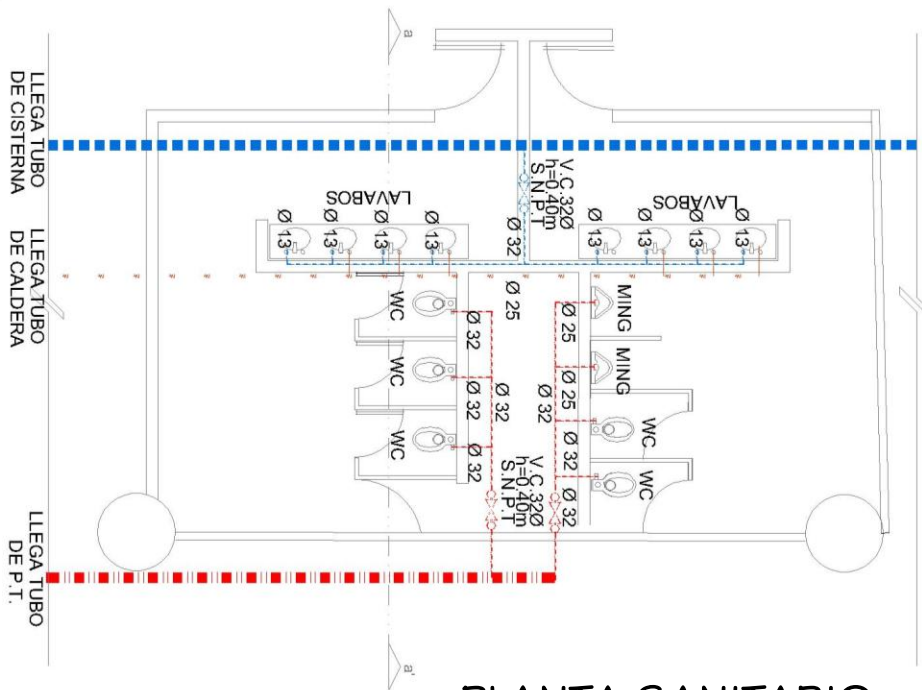 a
LLEGA TUBO
DE CISTERNA
V.C.32Ø
h=0.40m
S.N.P.T
LAVABOS
LAVABOS
Ø 13
Ø 13
Ø 13
Ø 13
Ø 32
Ø 13
Ø 13
Ø 13
Ø 13
LLEGA TUBO
DE CALDERA
Ø 25
WC
Ø 32
Ø 25
MING
WC
Ø 32
Ø 32
Ø 32
Ø 25
MING
WC
Ø 32
Ø 32
WC
V.C.32Ø
h=0.40m
S.N.P.T
Ø 32
WC
LLEGA TUBO
DE P.T.
a'
PLANTA SANITARIO